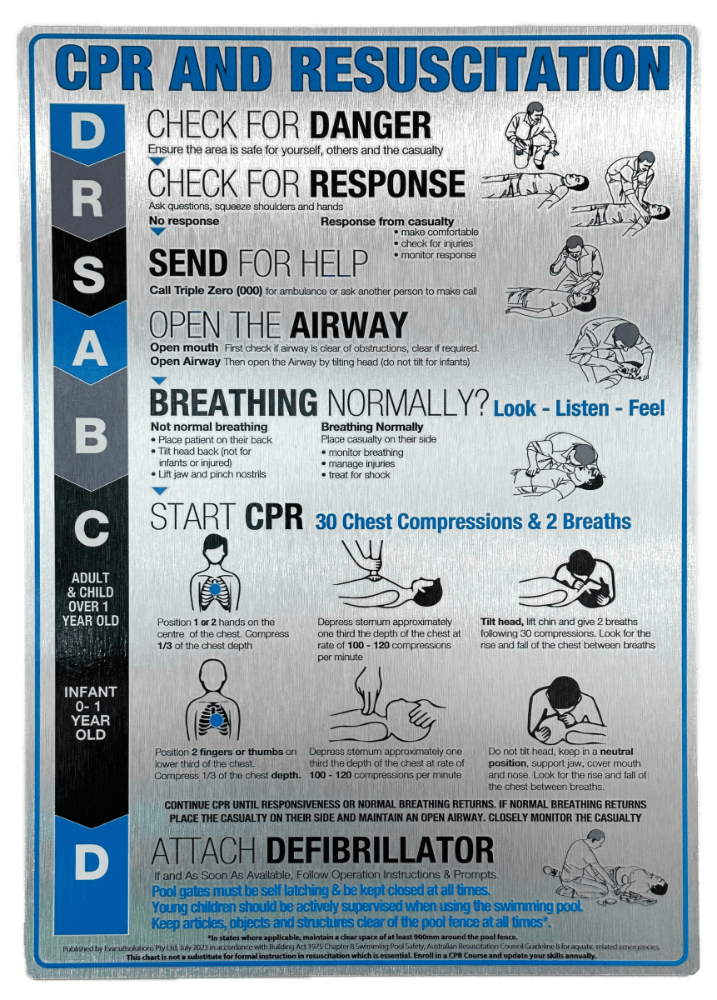 CPR AND RESUSCITATION
D
CHECK FOR DANGER
Ensure the area is safe for yourself, others and the casualty
R
CHECK FOR RESPONSE
Ask questions, squeeze shoulders and hands
No response
Response from casualty
• make comfortable
• check for injuries
• monitor response
S
SEND FOR HELP
Call Triple Zero (000) for ambulance or ask another person to make call
A
OPEN THE AIRWAY
Open mouth First check if airway is clear of obstructions, clear if required.
Open Airway Then open the Airway by tilting head (do not tilt for infants)
B
BREATHING NORMALLY? Look - Listen - Feel
Not normal breathing
• Place patient on their back
• Tilt head back (not for
infants or injured)
• Lift jaw and pinch nostrils
Breathing Normally
Place casualty on their side
• monitor breathing
• manage injuries
• treat for shock
C
START CPR 30 Chest Compressions & 2 Breaths
ADULT
& CHILD
OVER 1
YEAR OLD
Position 1 or 2 hands on the
centre of the chest. Compress
1/3 of the chest depth
Depress sternum approximately
one third the depth of the chest at
rate of 100 - 120 compressions
per minute
Tilt head, lift chin and give 2 breaths
following 30 compressions. Look for the
rise and fall of the chest between breaths
INFANT
0- 1
YEAR
OLD
Position 2 fingers or thumbs on
lower third of the chest.
Compress 1/3 of the chest depth.
Depress sternum approximately one
third the depth of the chest at rate of
100 - 120 compressions per minute
Do not tilt head, keep in a neutral
position, support jaw, cover mouth
and nose. Look for the rise and fall of
the chest between breaths.
CONTINUE CPR UNTIL RESPONSIVENESS OR NORMAL BREATHING RETURNS. IF NORMAL BREATHING RETURNS
PLACE THE CASUALTY ON THEIR SIDE AND MAINTAIN AN OPEN AIRWAY. CLOSELY MONITOR THE CASUALTY
D
ATTACH DEFIBRILLATOR
If and As Soon As Available, Follow Operation Instructions & Prompts.
Pool gates must be self latching & be kept closed at all times.
Young children should be actively supervised when using the swimming pool.
Keep articles, objects and structures clear of the pool fence at all times*.
*In states where applicable, maintain a clear space of at least 900mm around the pool fence.
Published by Evacu8solutions Pty Ltd, July 2023 in accordance with Building Act 1975 Chapter 8 Swimming Pool Safety, Australian Resuscitation Council Guideline 8 for aquatic-related emergencies.
This chart is not a substitute for formal instruction in resuscitation which is essential. Enroll in a CPR Course and update your skills annually.